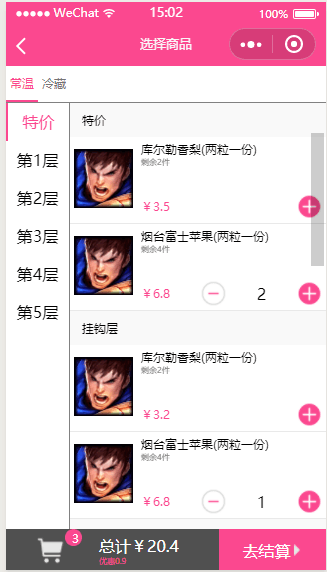 WeChat 15:02 100%
选择商品
常温 冷藏
特价
第1层
第2层
第3层
第4层
第5层
特价
库尔勒香梨(两粒一份)
剩余2件
￥3.5
烟台富士苹果(两粒一份)
剩余4件
￥6.8 2
挂钩层
库尔勒香梨(两粒一份)
剩余2件
￥3.2
烟台富士苹果(两粒一份)
剩余4件
￥6.8 1
3 总计￥20.4
优惠0.9
去结算